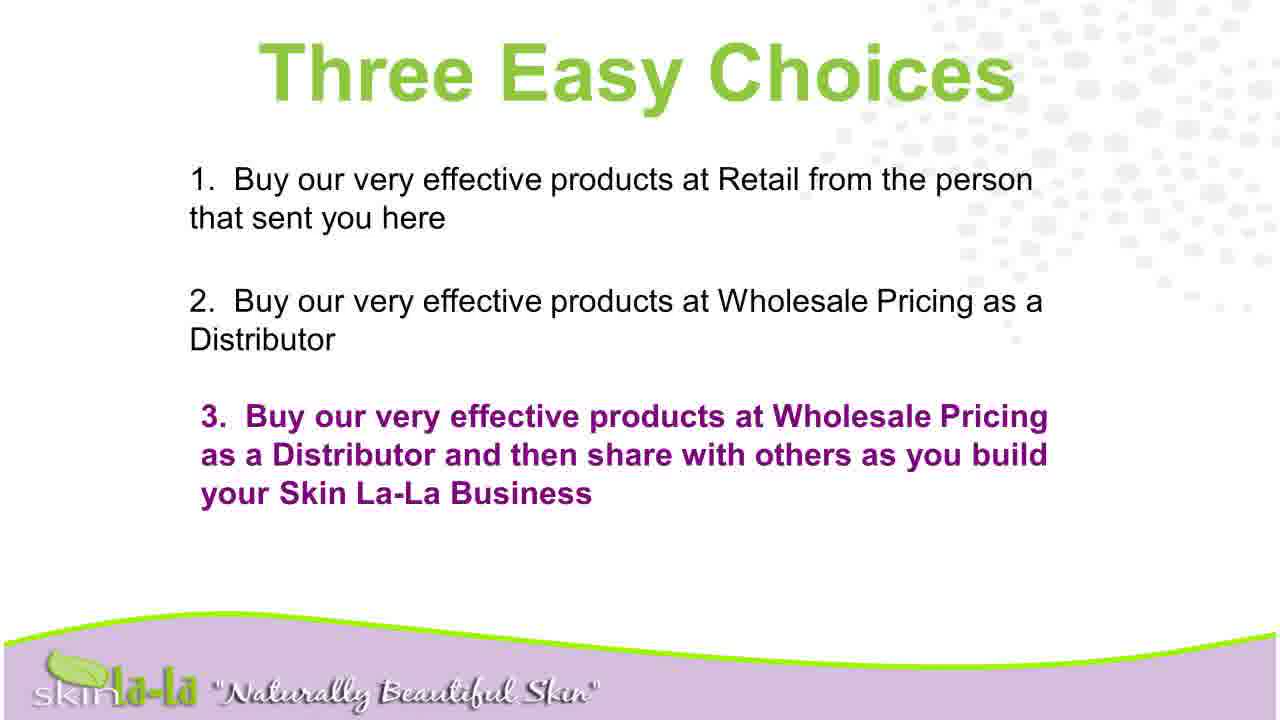 Three Easy Choices
1. Buy our very effective products at Retail from the person
that sent you here
2. Buy our very effective products at Wholesale Pricing as a
Distributor
3. Buy our very effective products at Wholesale Pricing
as a Distributor and then share with others as you build
your Skin La-La Business
skin La-La "Naturally Beautiful Skin"